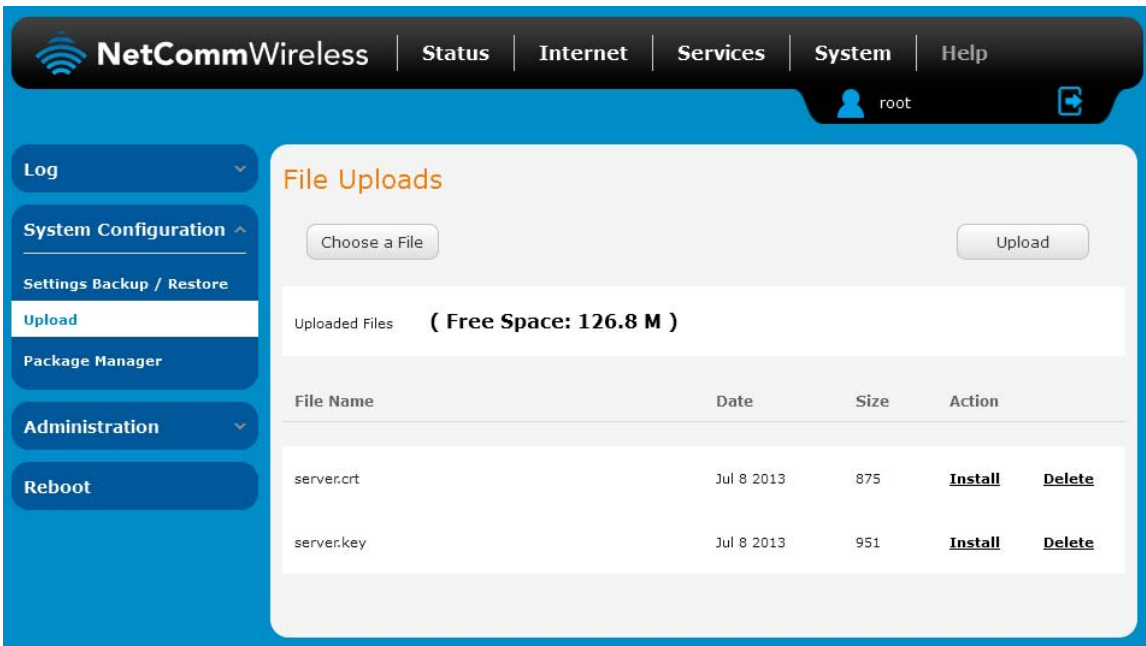 NetCommWireless Status Internet Services System Help
root
Log
System Configuration
Settings Backup / Restore
Upload
Package Manager
Administration
Reboot
File Uploads
Choose a File Upload
Uploaded Files ( Free Space: 126.8 M )
File Name Date Size Action
server.crt Jul 8 2013 875 Install Delete
server.key Jul 8 2013 951 Install Delete